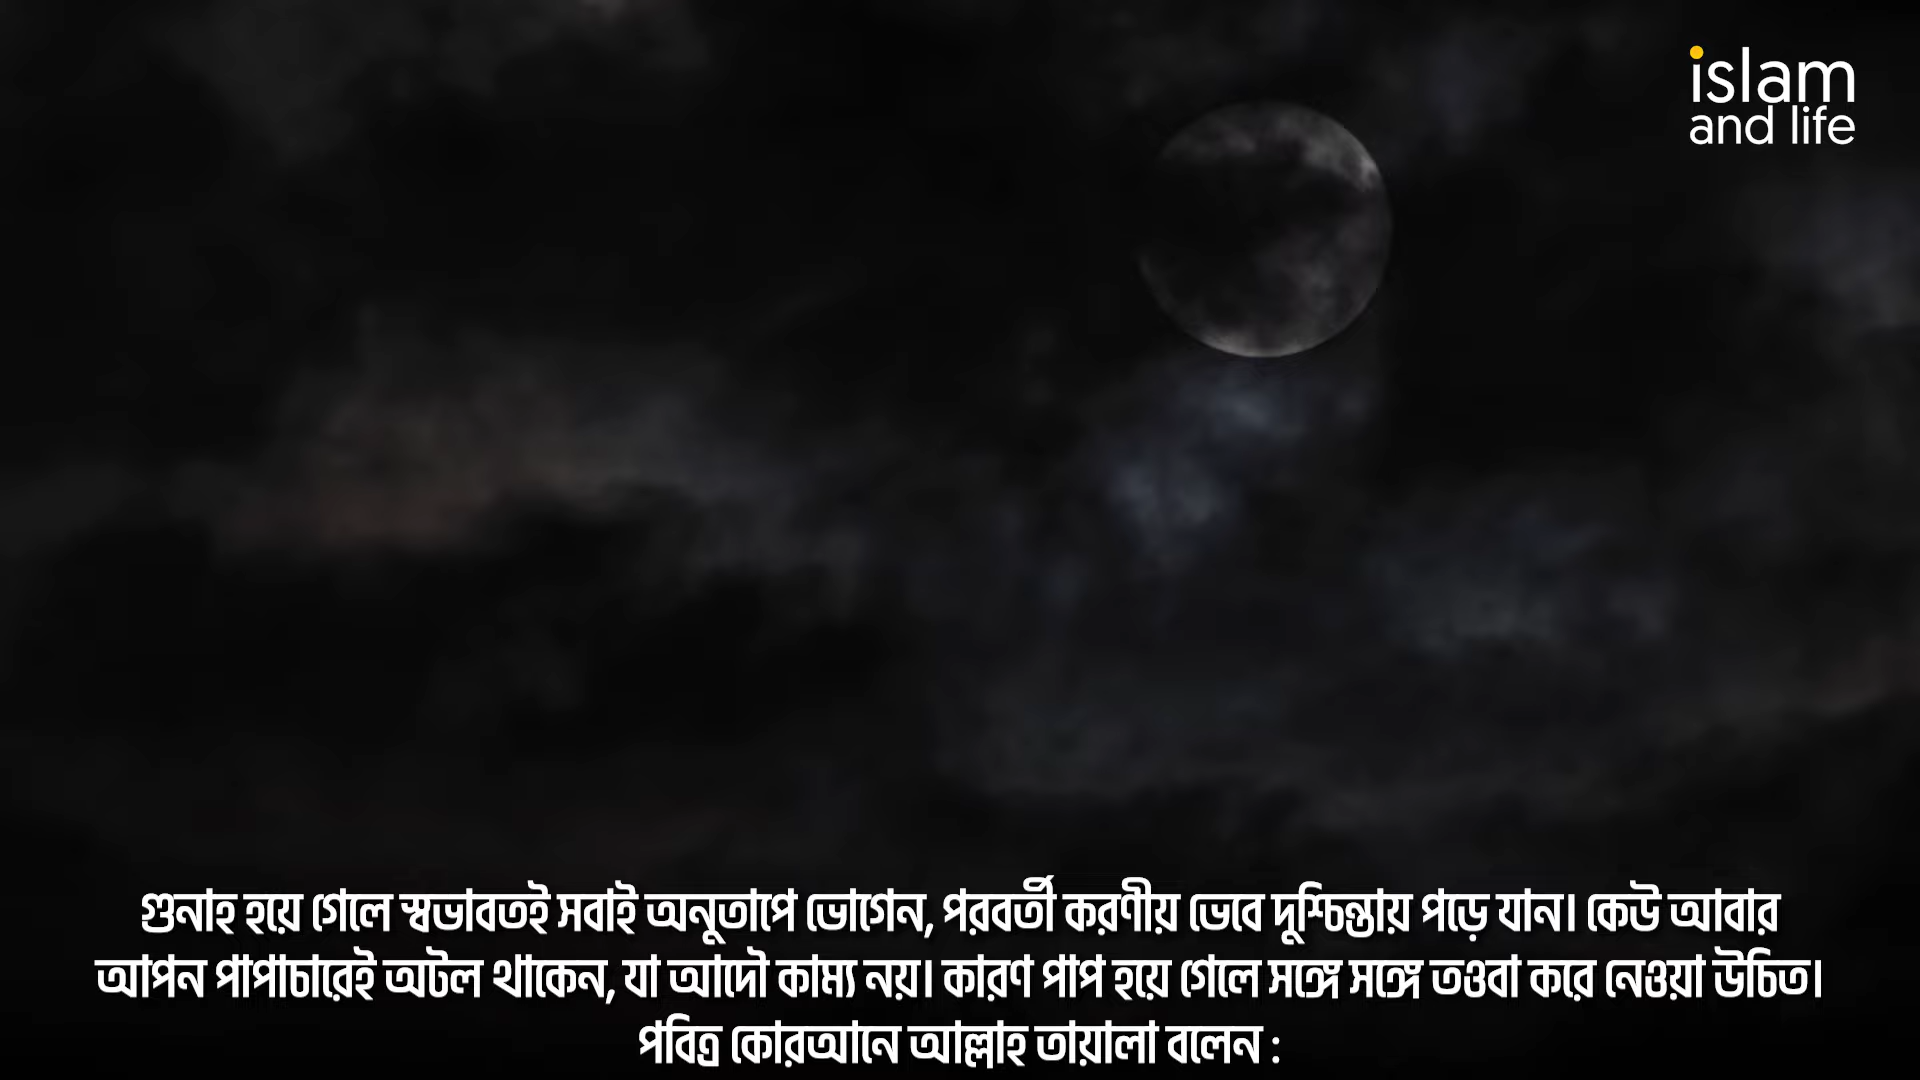 islam
and life
গুনাহ হয়ে গেলে স্বভাবতই সবাই অনুতাপে ভোগেন, পরবর্তী করণীয় ভেবে দুশ্চিন্তায় পড়ে যান। কেউ আবার
আপন পাপাচারেই অটল থাকেন, যা আদৌ কাম্য নয়। কারণ পাপ হয়ে গেলে সঙ্গে সঙ্গে তওবা করে নেওয়া উচিত।
পবিত্র কোরআনে আল্লাহ তায়ালা বলেন :